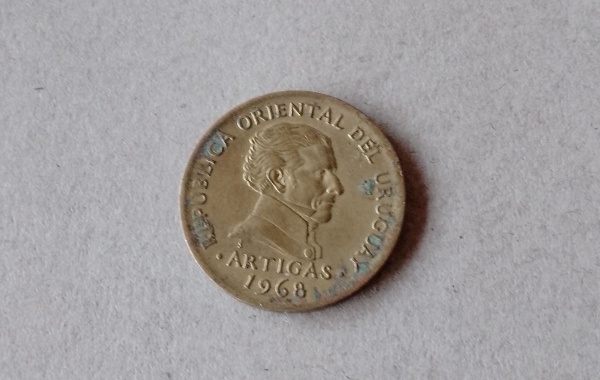 REPUBLICA ORIENTAL DEL URUGUAY
S
· ARTIGAS ·
1968